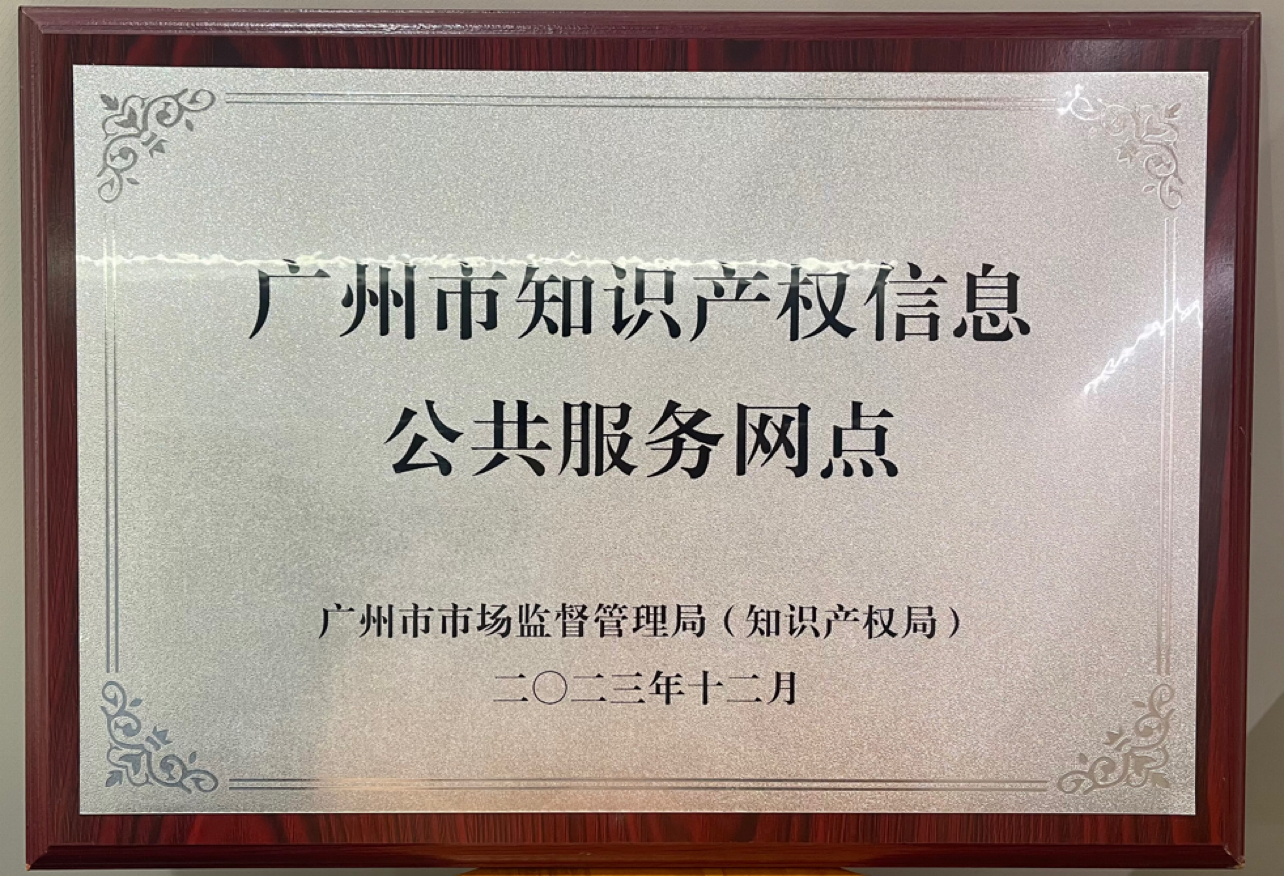 广州市知识产权信息
公共服务网点
广州市市场监督管理局（知识产权局）
二〇二三年十二月